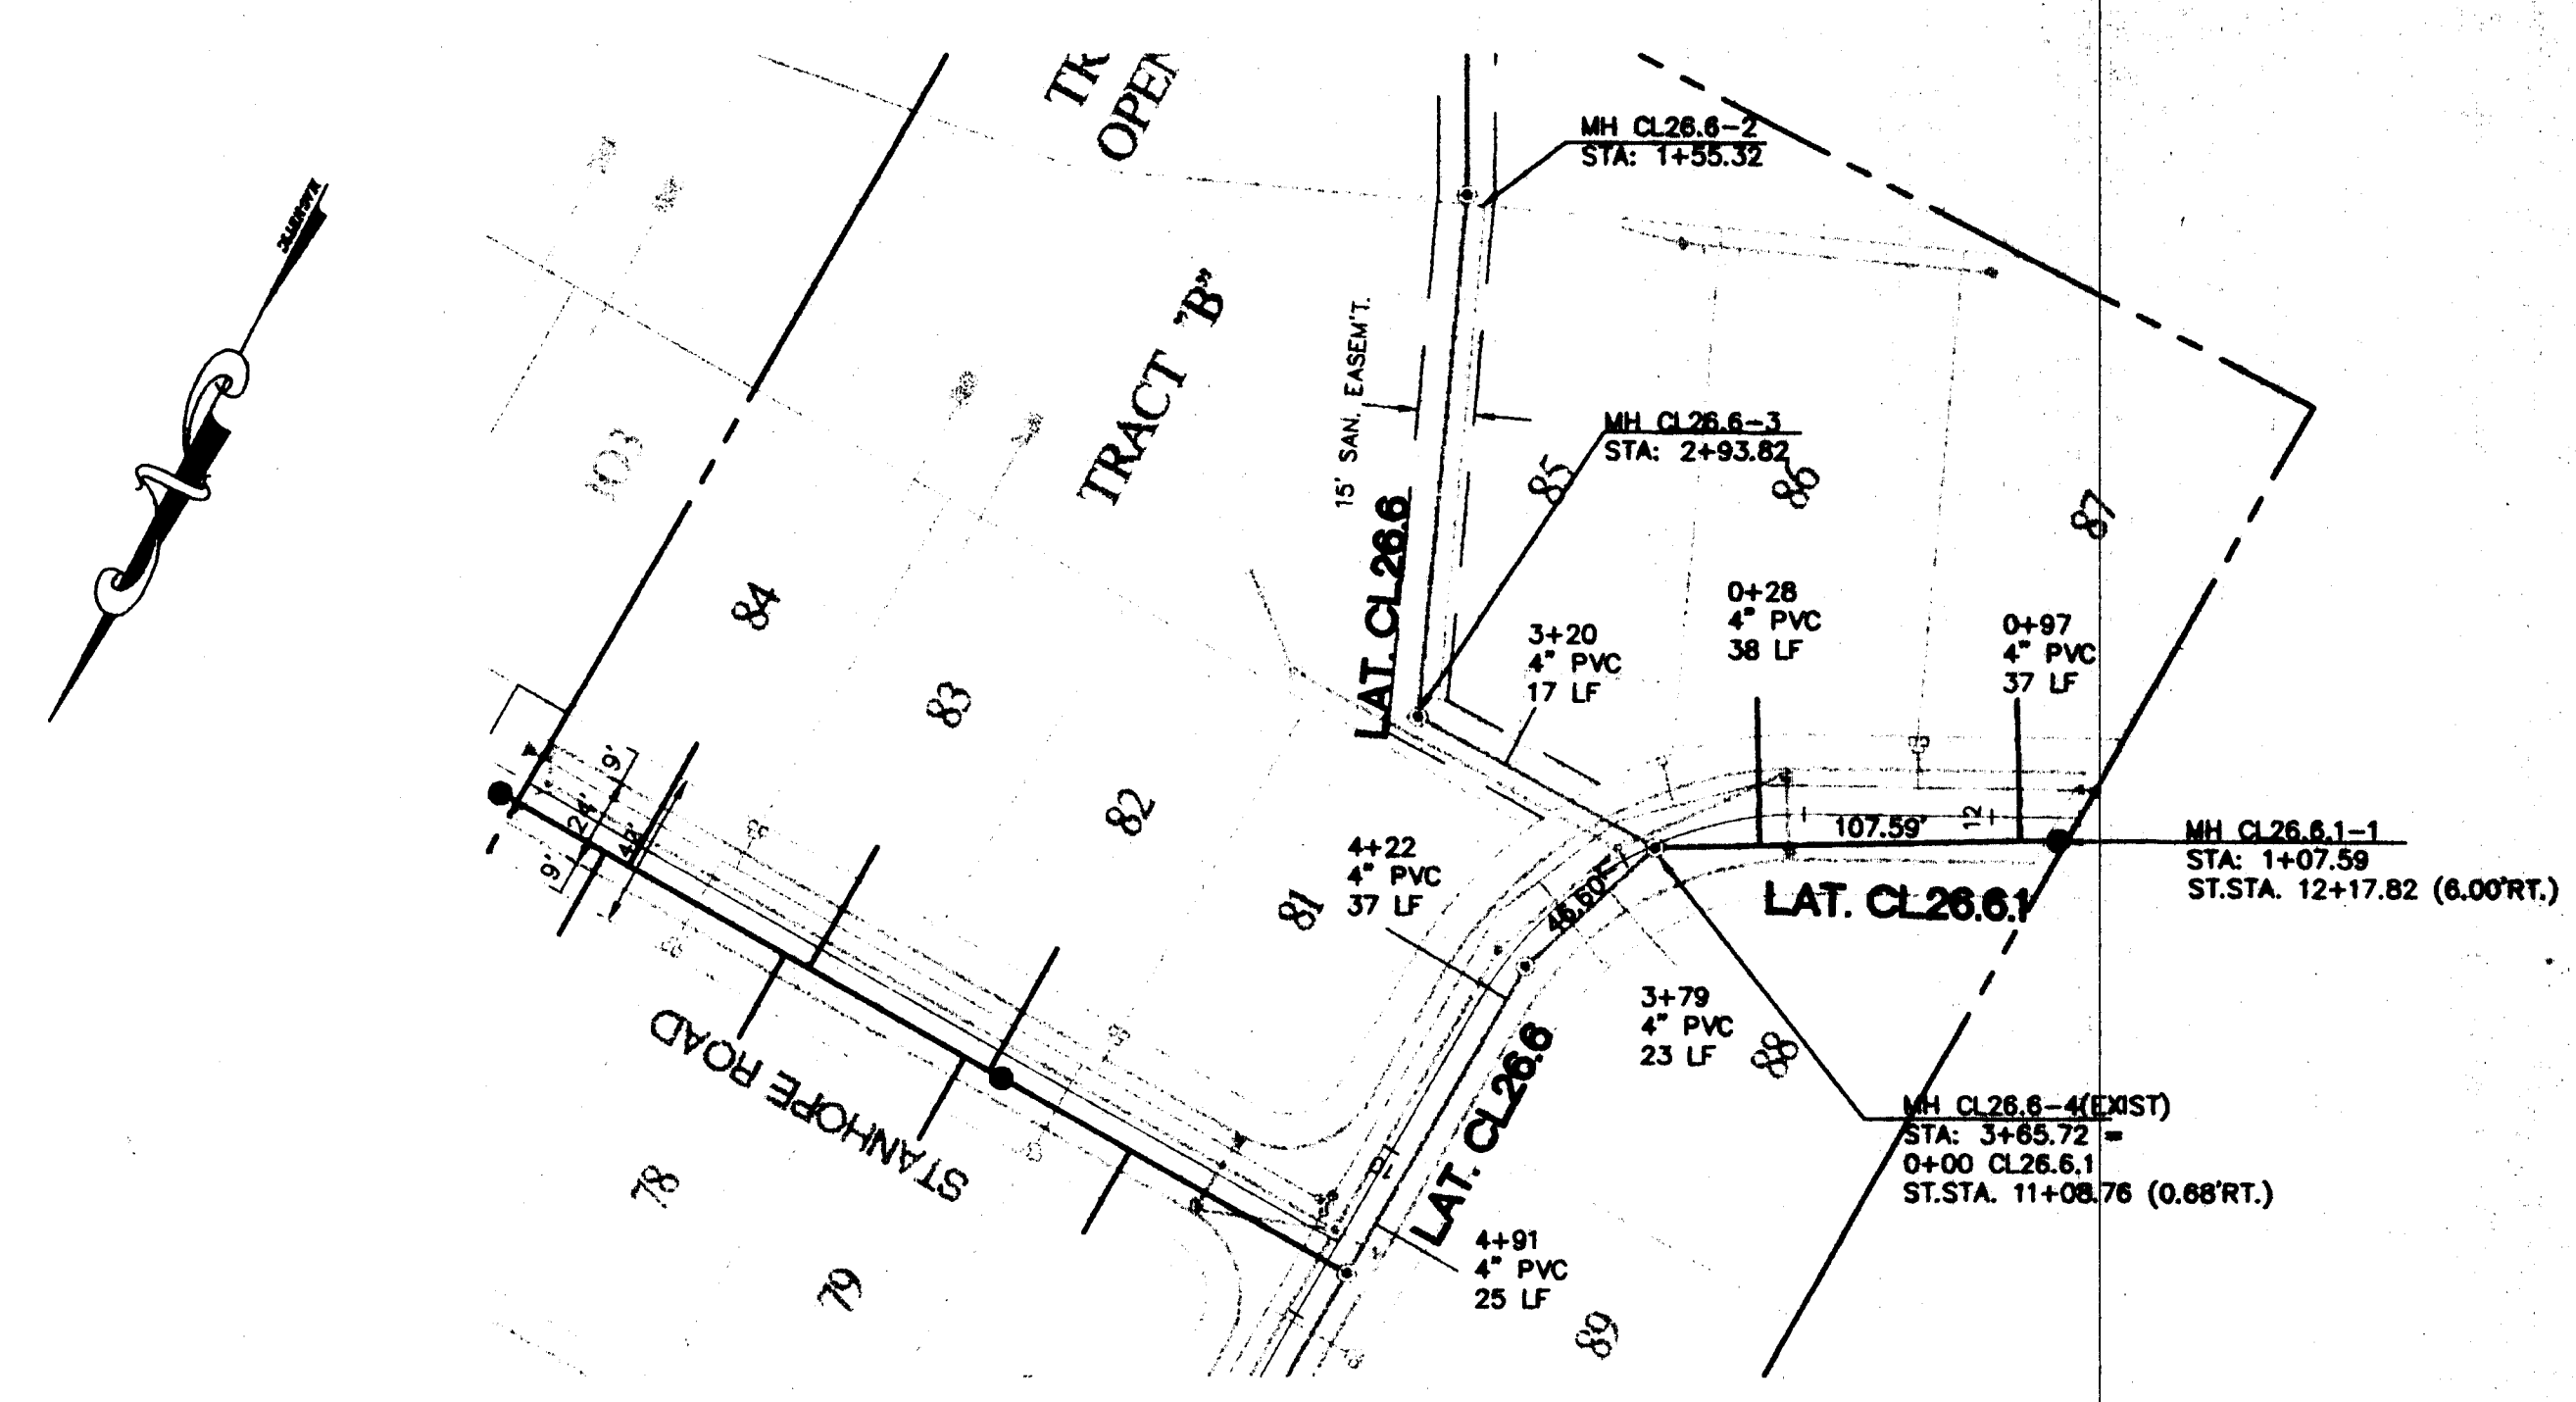 TR
OPEN
MH CL26.6-2
STA: 1+55.32
TRACT "B"
15' SAN. EASEM'T.
LAT. CL26.6
MH CL26.6-3
STA: 2+93.82
85
86
87
103
84
83
82
81
3+20
4" PVC
17 LF
0+28
4" PVC
38 LF
0+97
4" PVC
37 LF
9'
24'
42'
9'
107.59'
12
MH CL26.6.1-1
STA: 1+07.59
ST.STA. 12+17.82 (6.00'RT.)
LAT. CL26.6.1
4+22
4" PVC
37 LF
46.60'
3+79
4" PVC
23 LF
88
STANHOPE ROAD
LAT. CL26.6
MH CL26.6-4(EXIST)
STA: 3+65.72 =
0+00 CL26.6.1
ST.STA. 11+08.76 (0.68'RT.)
78
79
4+91
4" PVC
25 LF
89